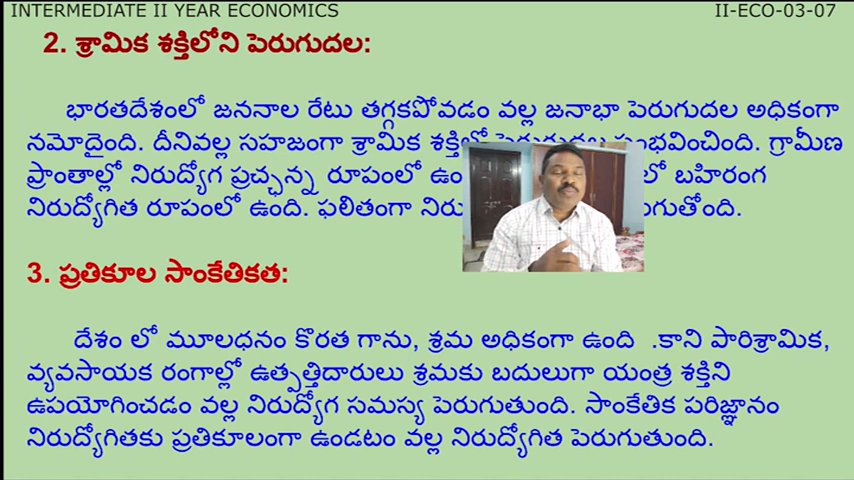 INTERMEDIATE II YEAR ECONOMICS
II-ECO-03-07
2. శ్రామిక శక్తిలోని పెరుగుదల:
భారతదేశంలో జననాల రేటు తగ్గకపోవడం వల్ల జనాభా పెరుగుదల అధికంగా
నమోదైంది. దీనివల్ల సహజంగా శ్రామిక శక్తిలో పెరుగుదల సంభవించింది. గ్రామీణ
ప్రాంతాల్లో నిరుద్యోగ ప్రచ్ఛన్న రూపంలో బహిరంగ
నిరుద్యోగిత రూపంలో ఉంది. ఫలితంగా
3. ప్రతికూల సాంకేతికత:
దేశం లో మూలధనం కొరత గాను, శ్రమ అధికంగా ఉంది .కాని పారిశ్రామిక,
వ్యవసాయక రంగాల్లో ఉత్పత్తిదారులు శ్రమకు బదులుగా యంత్ర శక్తిని
ఉపయోగించడం వల్ల నిరుద్యోగ సమస్య పెరుగుతుంది. సాంకేతిక పరిజ్ఞానం
నిరుద్యోగితకు ప్రతికూలంగా ఉండటం వల్ల నిరుద్యోగిత పెరుగుతుంది.